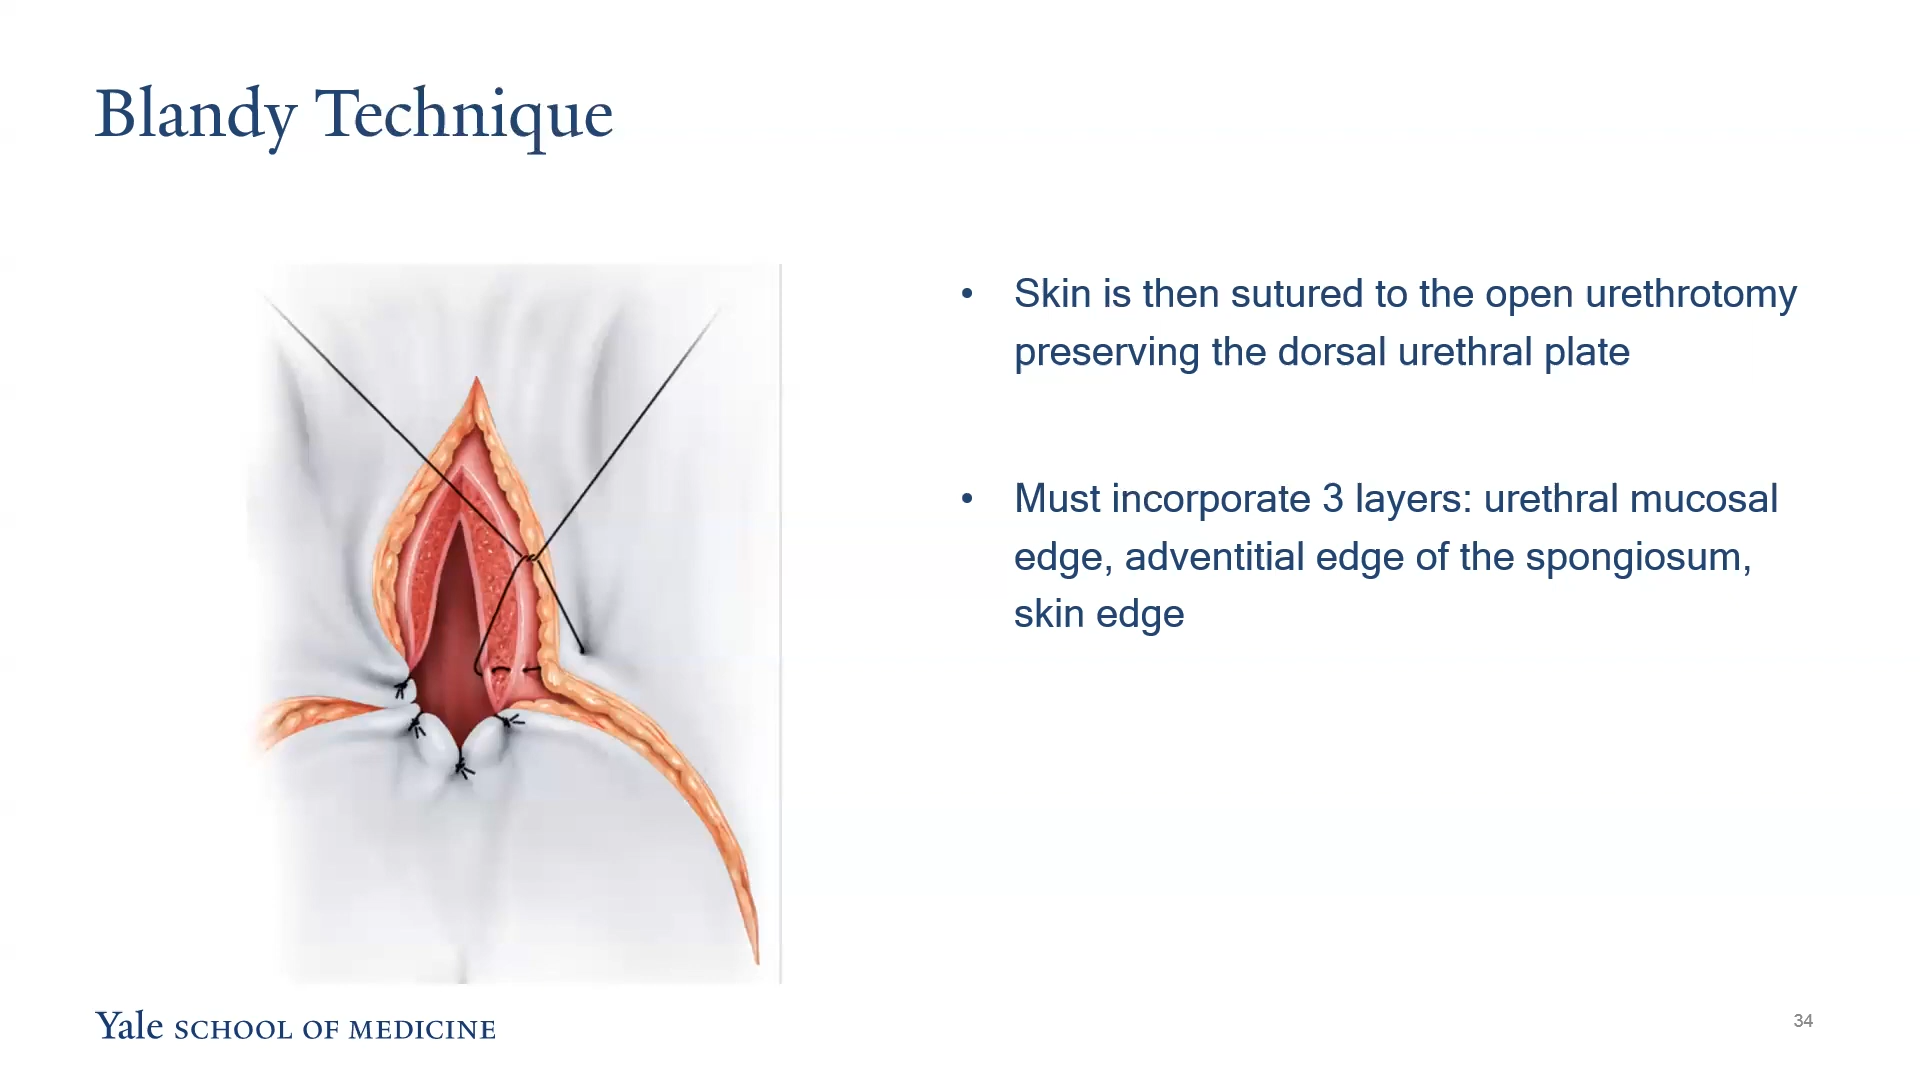 Blandy Technique
• Skin is then sutured to the open urethrotomy
preserving the dorsal urethral plate
• Must incorporate 3 layers: urethral mucosal
edge, adventitial edge of the spongiosum,
skin edge
Yale SCHOOL OF MEDICINE
34